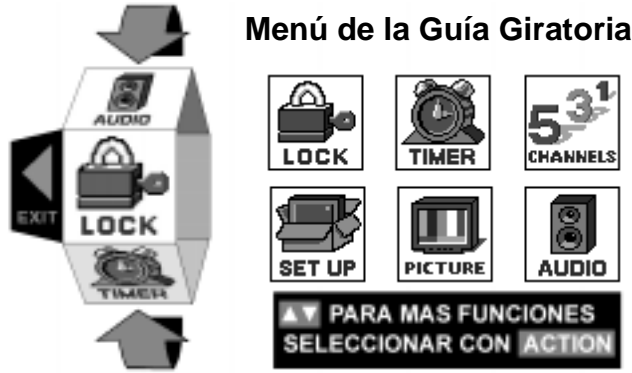 Menú de la Guía Giratoria
AUDIO
EXIT
LOCK
TIMER
LOCK TIMER CHANNELS
SET UP PICTURE AUDIO
▲▼ PARA MAS FUNCIONES
SELECCIONAR CON ACTION